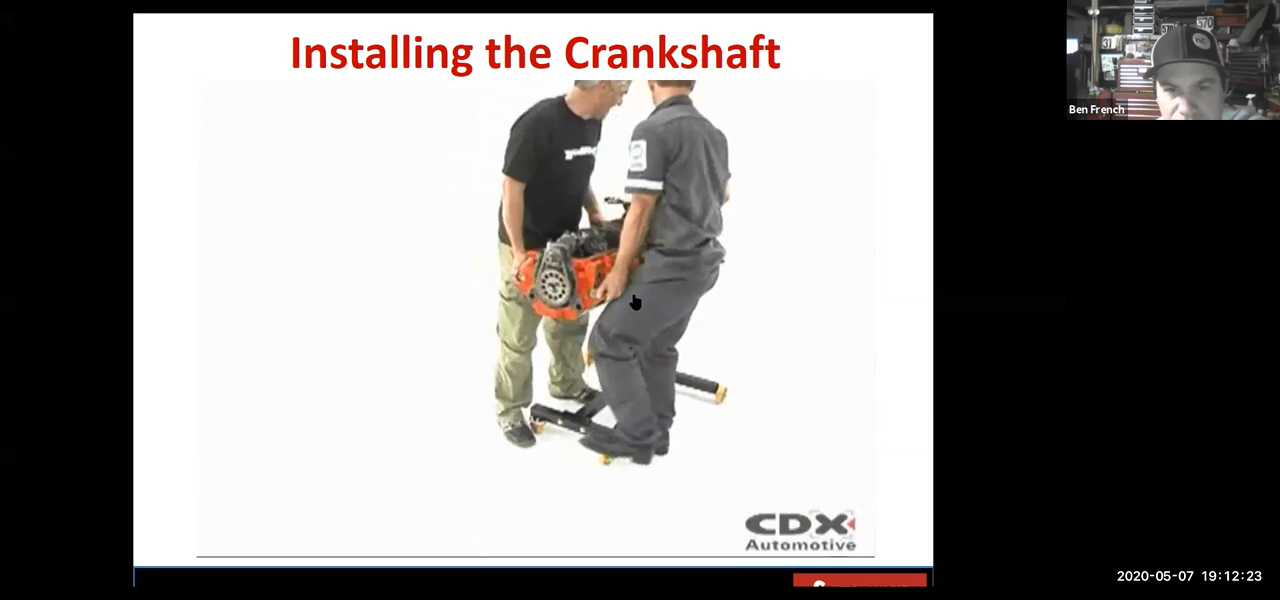 Installing the Crankshaft
Ben French
CDX
Automotive
2020-05-07 19:12:23